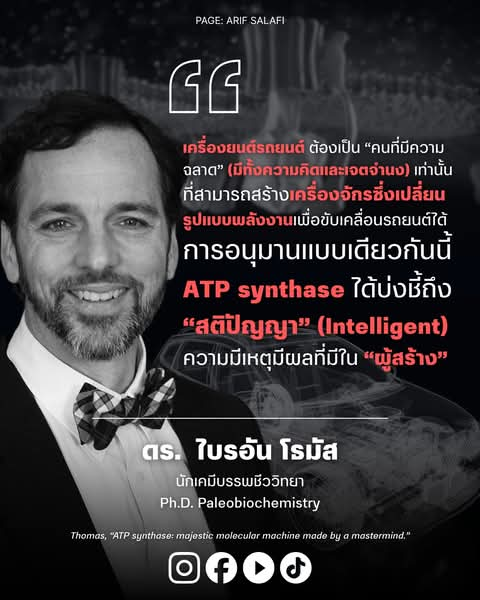 PAGE: ARIF SALAFI
เครื่องยนต์รถยนต์ ต้องเป็น “คนที่มีความ
ฉลาด” (มีทั้งความคิดและเจตจำนง) เท่านั้น
ที่สามารถสร้างเครื่องจักรซึ่งเปลี่ยน
รูปแบบพลังงานเพื่อขับเคลื่อนรถยนต์ได้
การอนุมานแบบเดียวกันนี้
ATP synthase ได้บ่งชี้ถึง
“สติปัญญา” (Intelligent)
ความมีเหตุมีผลที่มีใน “ผู้สร้าง”
ดร. ไบรอัน โธมัส
นักเคมีบรรพชีววิทยา
Ph.D. Paleobiochemistry
Thomas, “ATP synthase: majestic molecular machine made by a mastermind.”